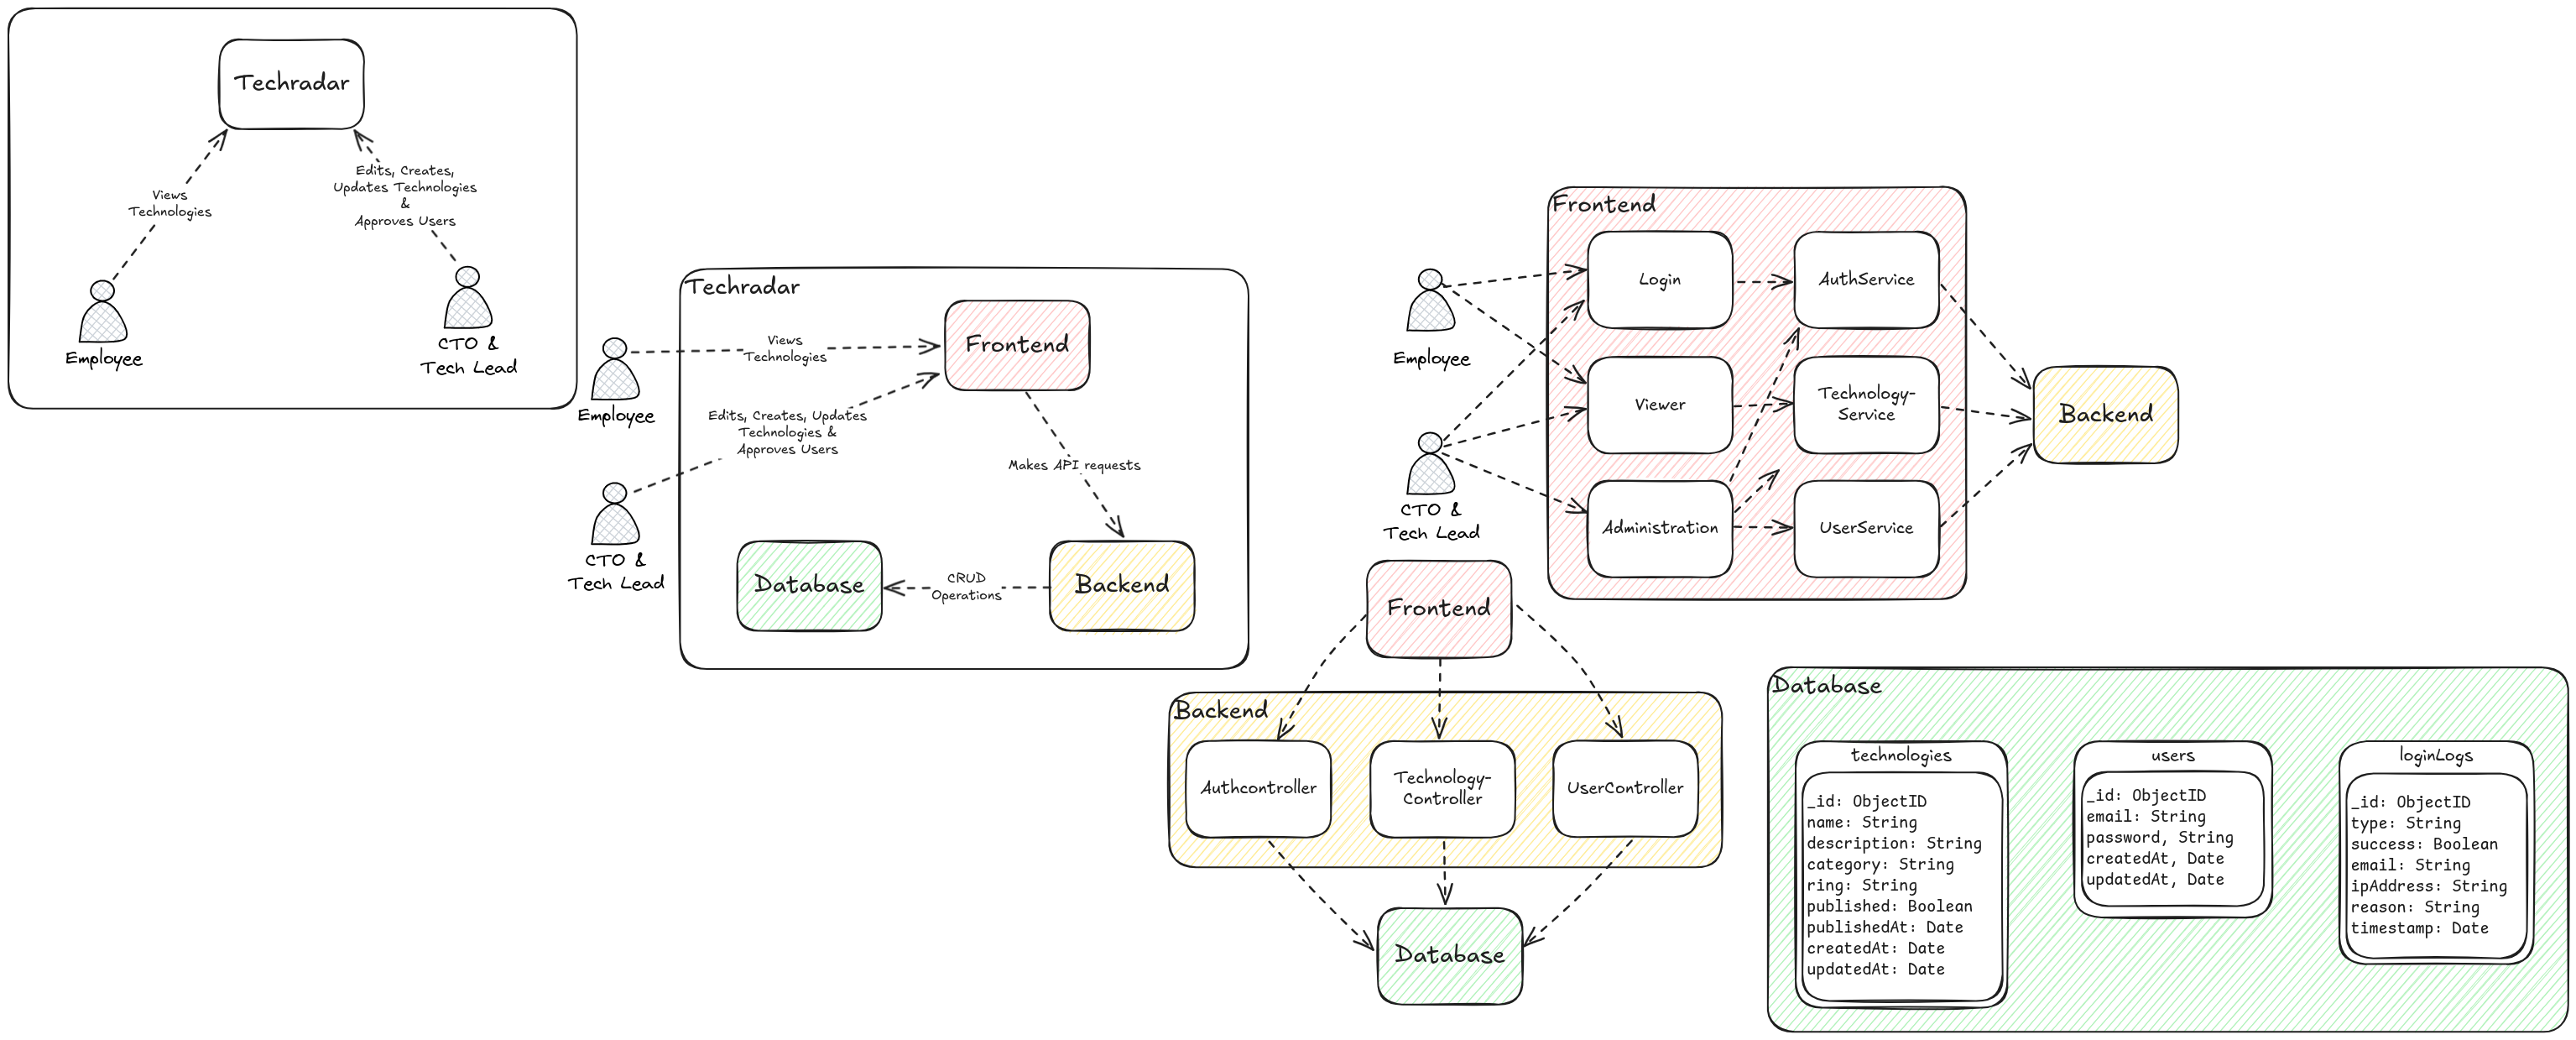 Techradar
Views
Technologies
Edits, Creates,
Updates Technologies
&
Approves Users
Employee
CTO &
Tech Lead
Techradar
Employee
CTO &
Tech Lead
Views
Technologies
Edits, Creates, Updates
Technologies &
Approves Users
Frontend
Makes API requests
Database
CRUD
Operations
Backend
Employee
CTO &
Tech Lead
Frontend
Login
AuthService
Viewer
Technology-
Service
Administration
UserService
Backend
Frontend
Backend
Authcontroller
Technology-
Controller
UserController
Database
Database
technologies
_id: ObjectID
name: String
description: String
category: String
ring: String
published: Boolean
publishedAt: Date
createdAt: Date
updatedAt: Date
users
_id: ObjectID
email: String
password, String
createdAt, Date
updatedAt, Date
loginLogs
_id: ObjectID
type: String
success: Boolean
email: String
ipAddress: String
reason: String
timestamp: Date